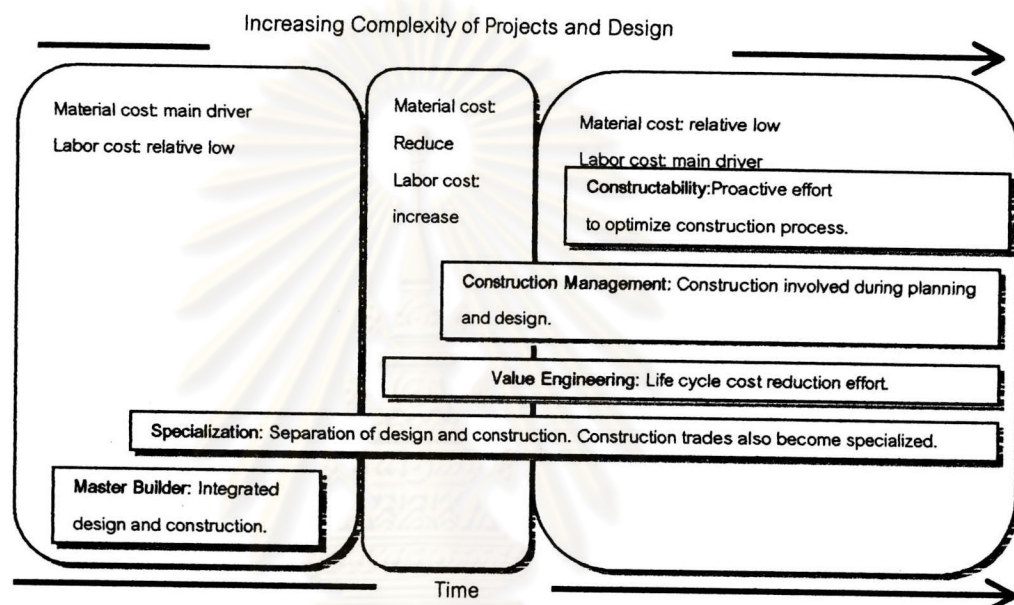 Increasing Complexity of Projects and Design
Material cost: main driver
Labor cost: relative low
Material cost:
Reduce
Labor cost:
increase
Material cost: relative low
Labor cost: main driver
Constructability:Proactive effort
to optimize construction process.
Construction Management: Construction involved during planning
and design.
Value Engineering: Life cycle cost reduction effort.
Specialization: Separation of design and construction. Construction trades also become specialized.
Master Builder: Integrated
design and construction.
Time